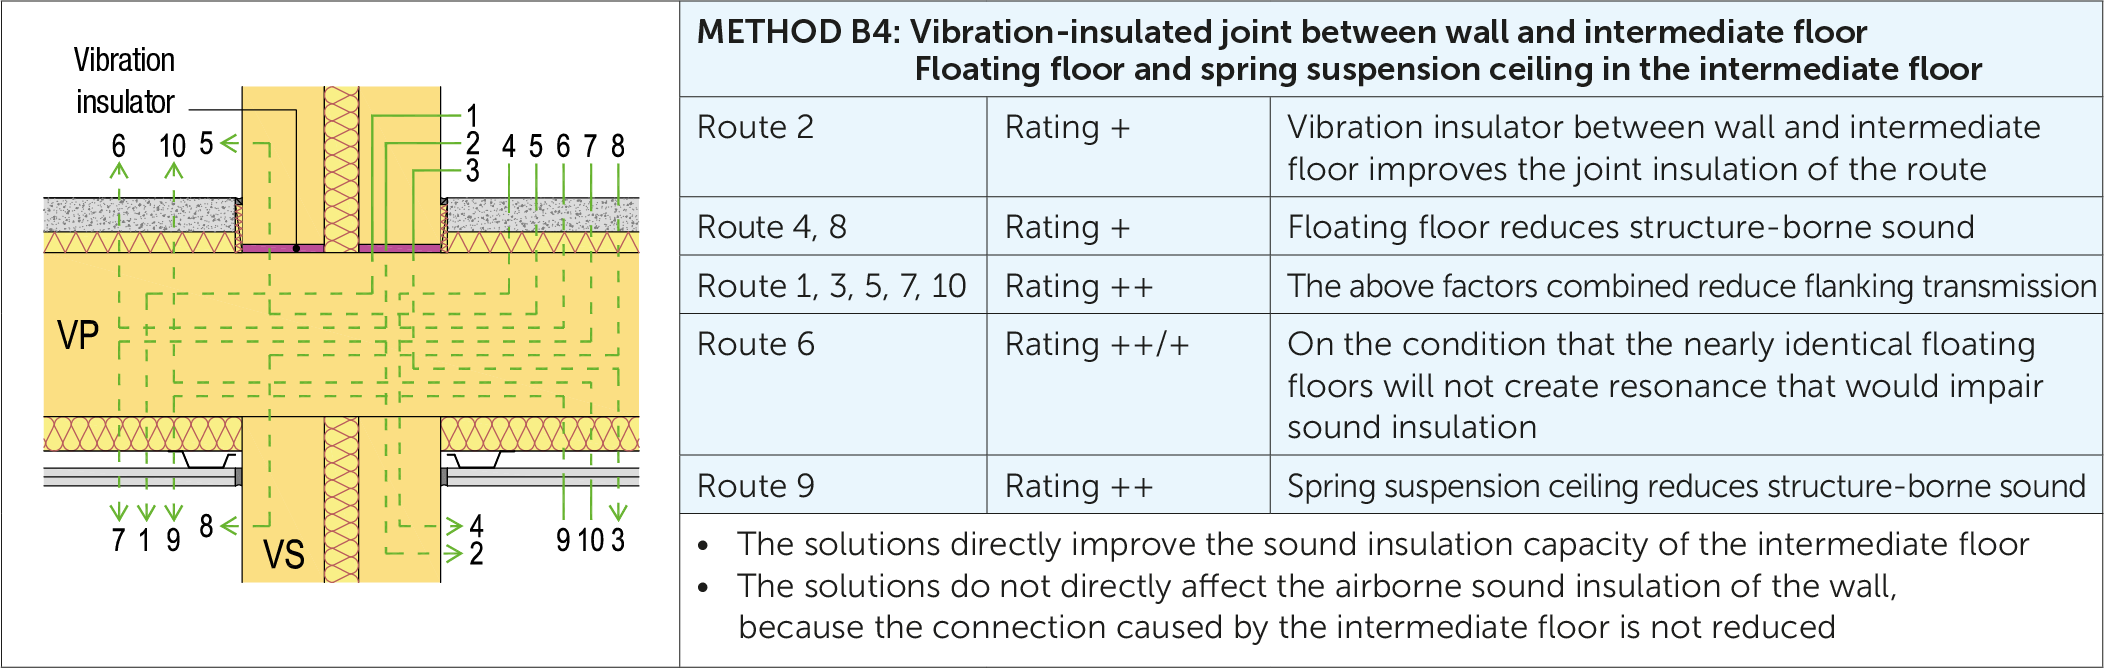 Vibration
insulator
1
6 10 5 2 4 5 6 7 8
3
VP
7 1 9 8 VS 4 9 10 3
2
METHOD B4: Vibration-insulated joint between wall and intermediate floor
Floating floor and spring suspension ceiling in the intermediate floor
Route 2 Rating + Vibration insulator between wall and intermediate
floor improves the joint insulation of the route
Route 4, 8 Rating + Floating floor reduces structure-borne sound
Route 1, 3, 5, 7, 10 Rating ++ The above factors combined reduce flanking transmission
Route 6 Rating ++/+ On the condition that the nearly identical floating
floors will not create resonance that would impair
sound insulation
Route 9 Rating ++ Spring suspension ceiling reduces structure-borne sound
• The solutions directly improve the sound insulation capacity of the intermediate floor
• The solutions do not directly affect the airborne sound insulation of the wall,
because the connection caused by the intermediate floor is not reduced